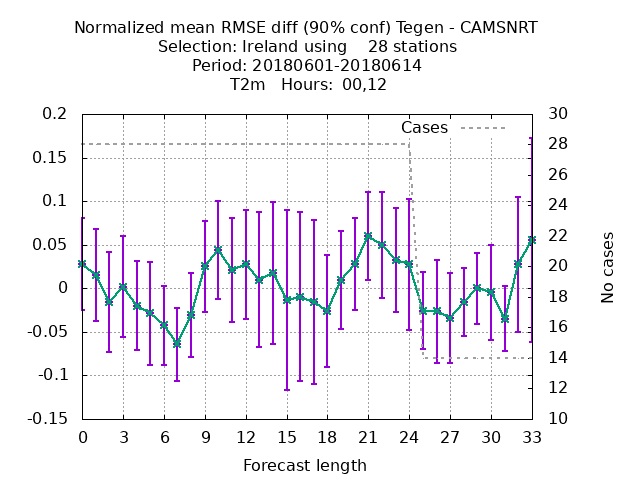 Normalized mean RMSE diff (90% conf) Tegen - CAMSNRT
Selection: Ireland using    28 stations
Period: 20180601-20180614
T2m   Hours:  00,12
Cases
0.2
0.15
0.1
0.05
0
-0.05
-0.1
-0.15
30
28
26
24
22
20
18
16
14
12
10
No cases
0 3 6 9 12 15 18 21 24 27 30 33
Forecast length